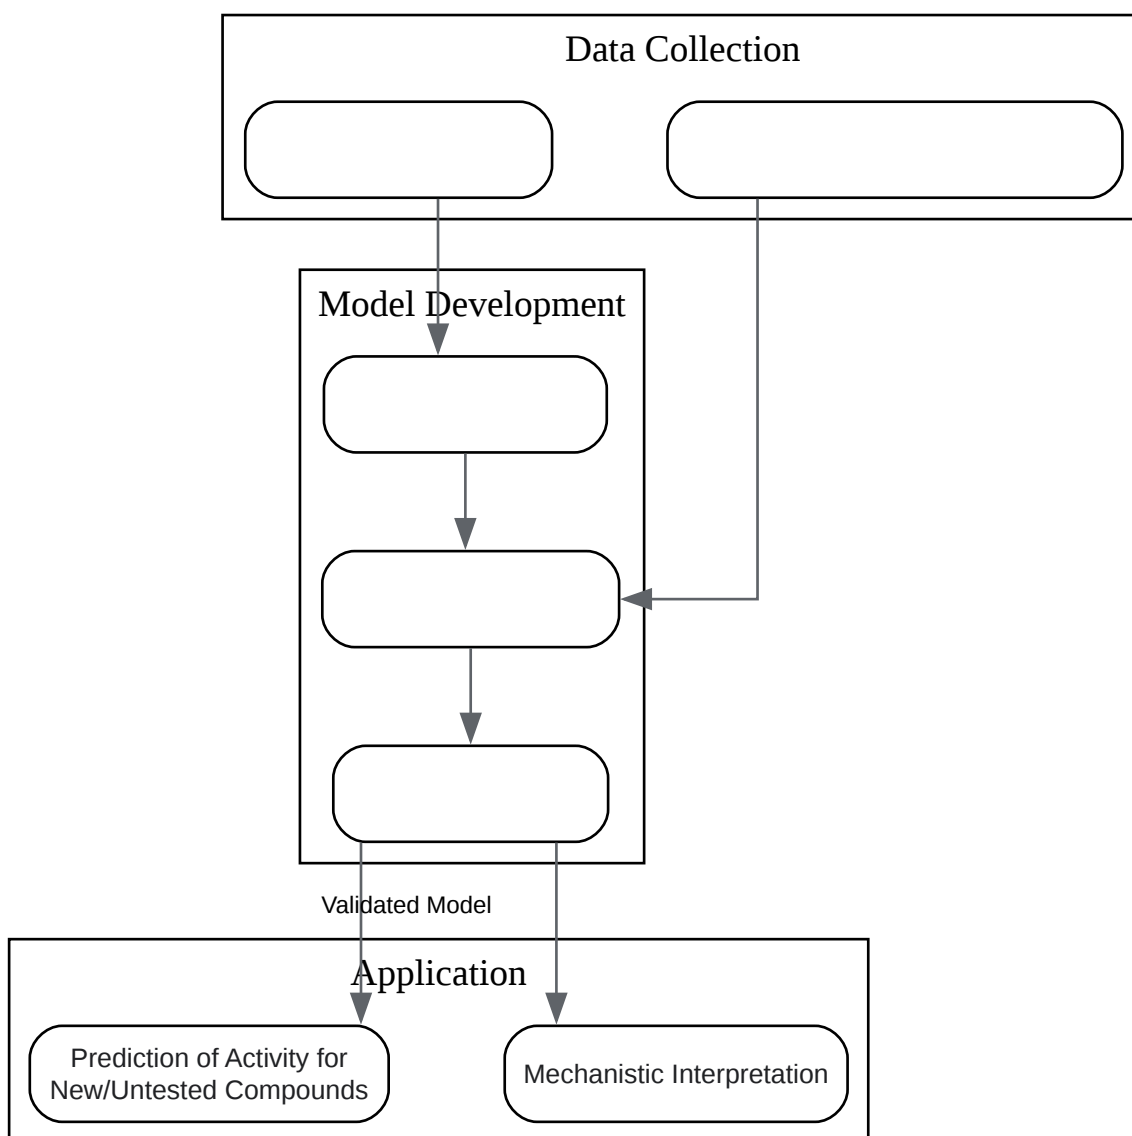 Data Collection
Model Development
Validated Model
Application
Prediction of Activity for
New/Untested Compounds
Mechanistic Interpretation